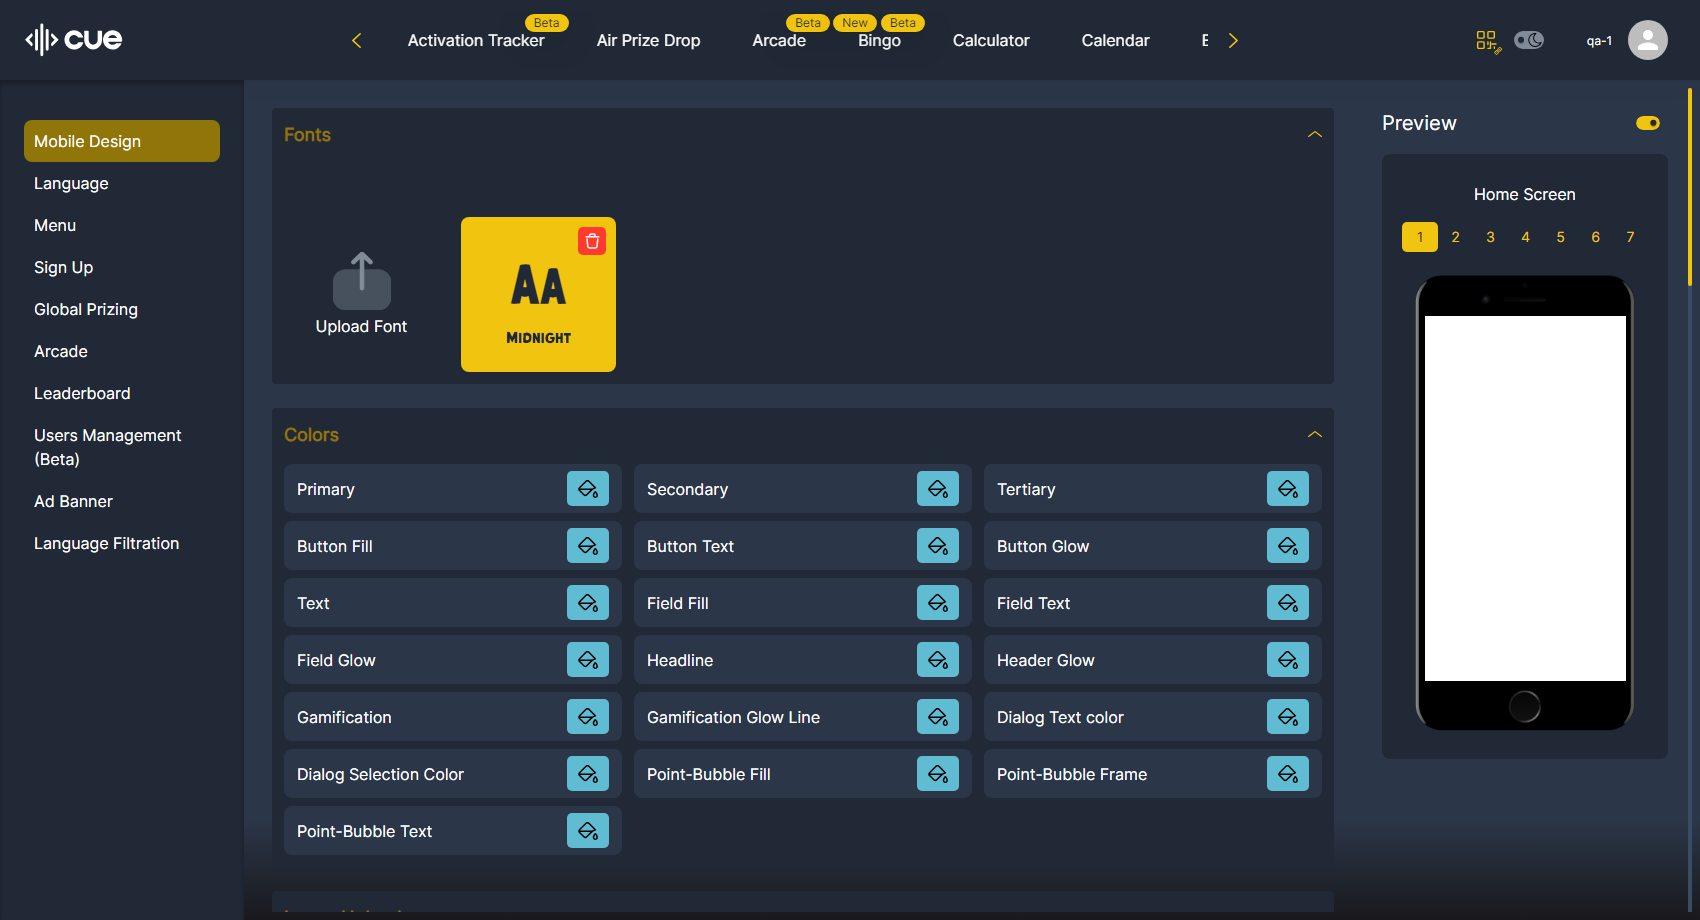 cue
Beta
Beta
New
Beta
Activation Tracker
Air Prize Drop
Arcade
Bingo
Calculator
Calendar
qa-1
Mobile Design
Language
Menu
Sign Up
Global Prizing
Arcade
Leaderboard
Users Management
(Beta)
Ad Banner
Language Filtration
Fonts
Upload Font
AA
MIDNIGHT
Colors
Primary
Secondary
Tertiary
Button Fill
Button Text
Button Glow
Text
Field Fill
Field Text
Field Glow
Headline
Header Glow
Gamification
Gamification Glow Line
Dialog Text color
Dialog Selection Color
Point-Bubble Fill
Point-Bubble Frame
Point-Bubble Text
Preview
Home Screen
1 2 3 4 5 6 7